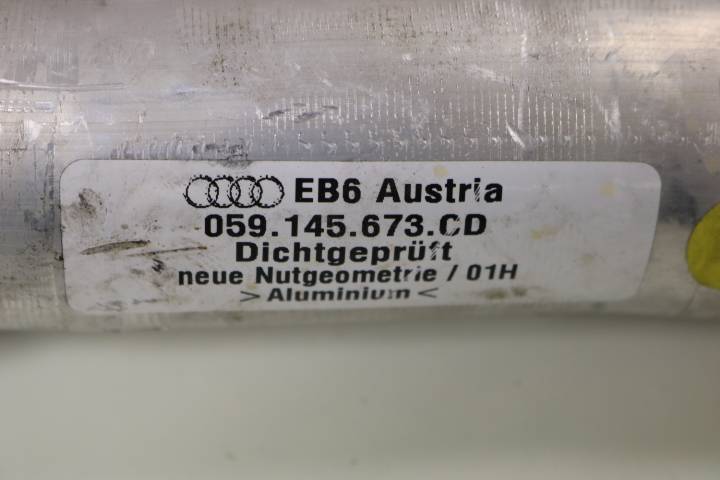 EB6 Austria
059.145.673.CD
Dichtgeprüft
neue Nutgeometrie / 01H
> Aluminium <